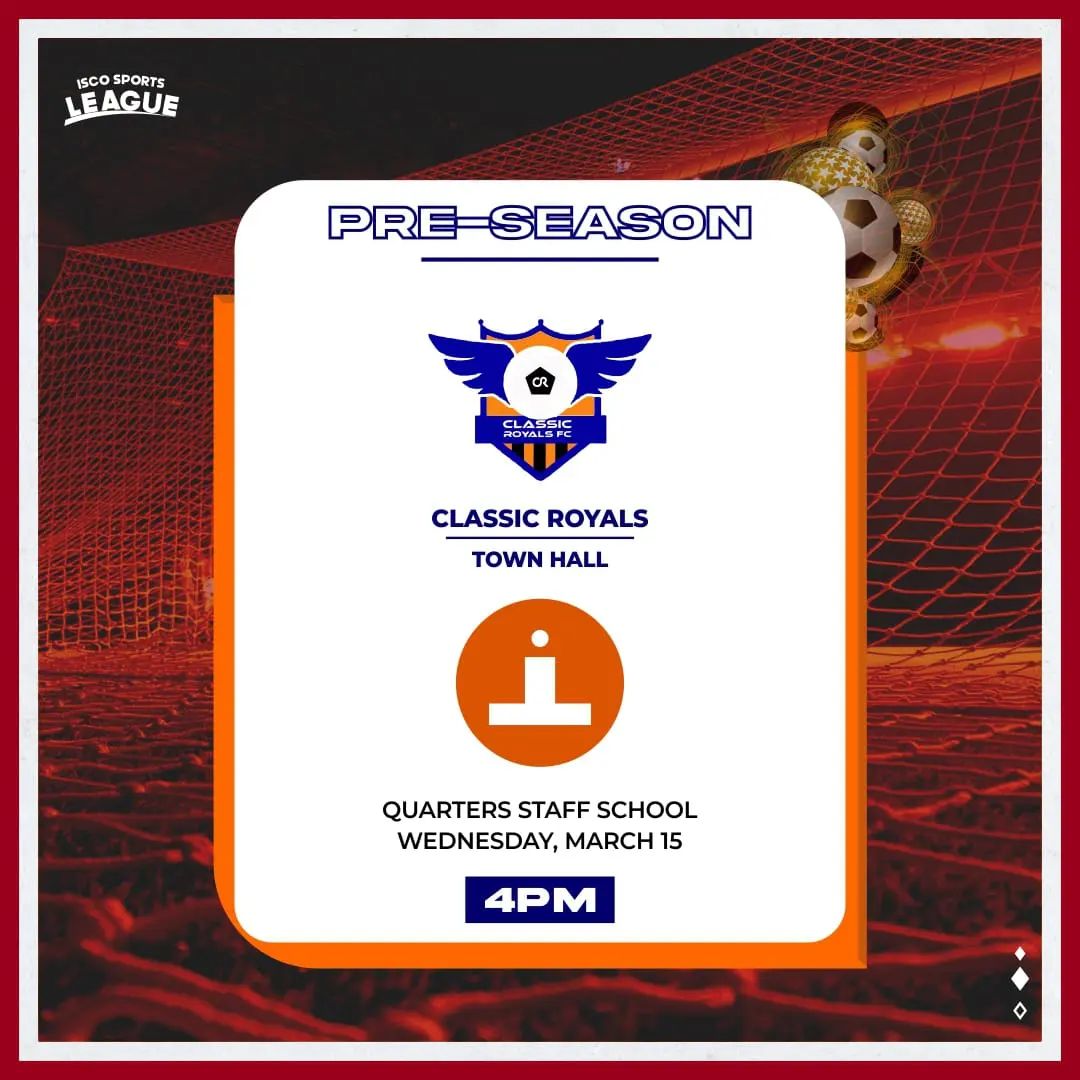 ISCO SPORTS
LEAGUE
PRE-SEASON
CR
CLASSIC
ROYALS FC
CLASSIC ROYALS
TOWN HALL
QUARTERS STAFF SCHOOL
WEDNESDAY, MARCH 15
4PM